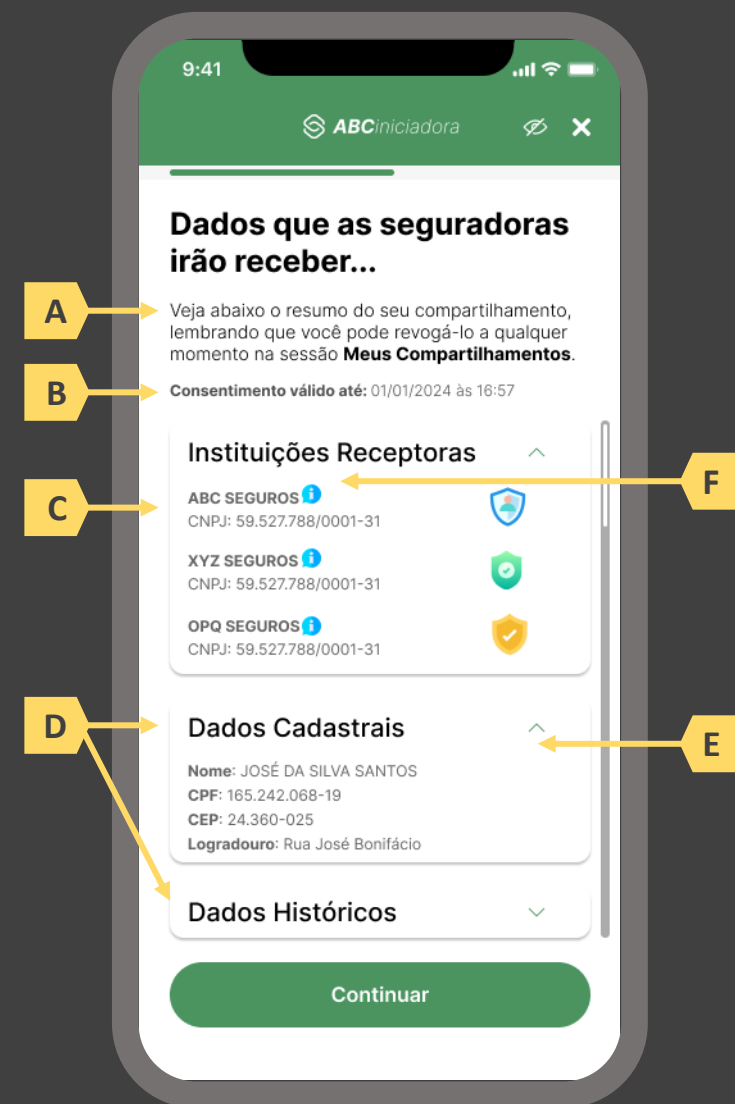 9:41
ABCiniciadora
Dados que as seguradoras
irão receber...
A
Veja abaixo o resumo do seu compartilhamento,
lembrando que você pode revogá-lo a qualquer
momento na sessão Meus Compartilhamentos.
B
Consentimento válido até: 01/01/2024 às 16:57
Instituições Receptoras
F
C
ABC SEGUROS i
CNPJ: 59.527.788/0001-31
XYZ SEGUROS i
CNPJ: 59.527.788/0001-31
OPQ SEGUROS i
CNPJ: 59.527.788/0001-31
D
Dados Cadastrais
E
Nome: JOSÉ DA SILVA SANTOS
CPF: 165.242.068-19
CEP: 24.360-025
Logradouro: Rua José Bonifácio
Dados Históricos
Continuar